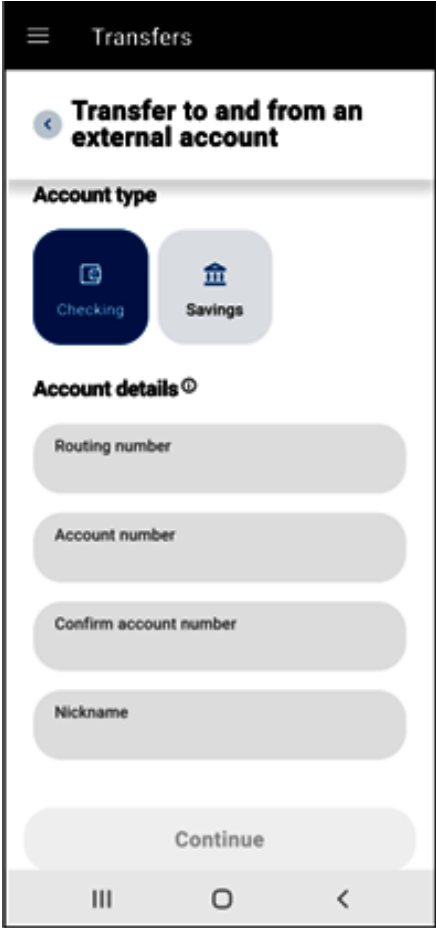 Transfers
Transfer to and from an
external account
Account type
Checking
Savings
Account details
Routing number
Account number
Confirm account number
Nickname
Continue